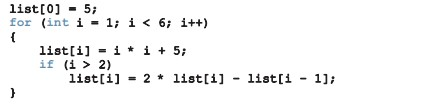 list[0] = 5;
for (int i = 1; i < 6; i++)
{
    list[i] = i * i + 5;
    if (i > 2)
        list[i] = 2 * list[i] - list[i - 1];
}